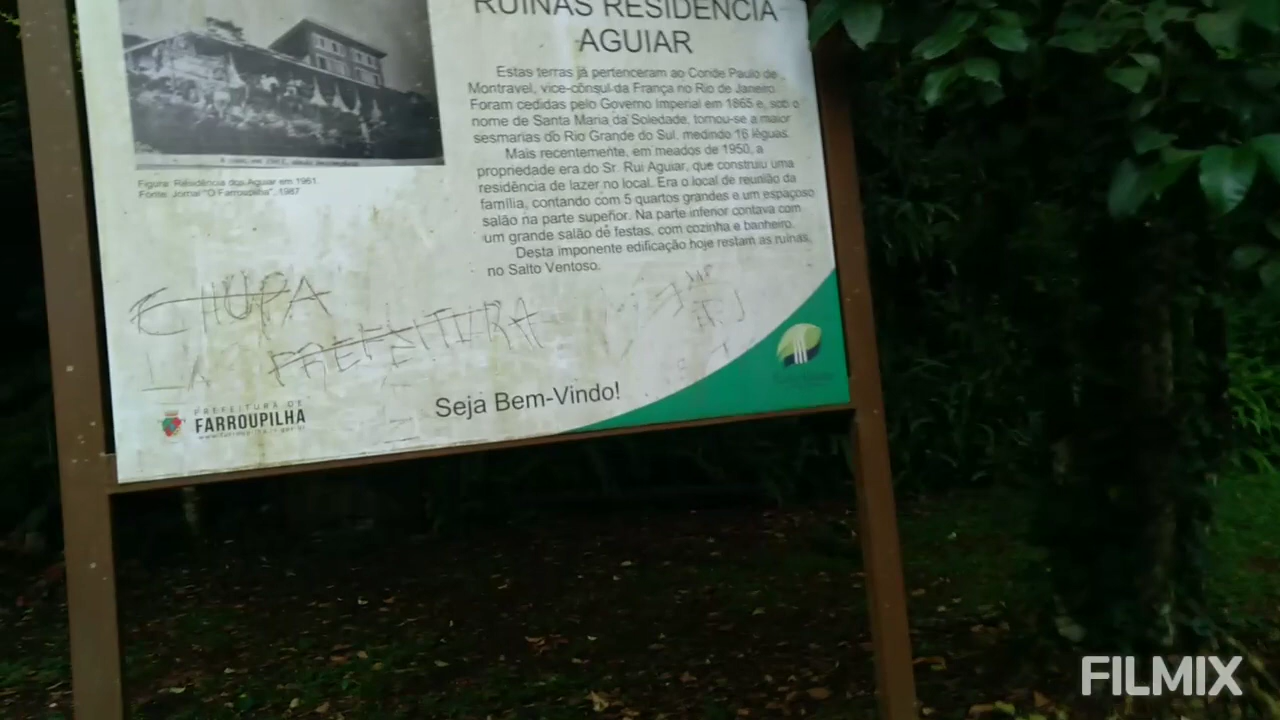 RUÍNAS RESIDÊNCIA
AGUIAR
Estas terras já pertenceram ao Conde Paulo de
Montravel, vice-cônsul da França no Rio de Janeiro.
Foram cedidas pelo Governo Imperial em 1865 e, sob o
nome de Santa Maria da Soledade, tornou-se a maior
sesmarias do Rio Grande do Sul, medindo 16 léguas.
Mais recentemente, em meados de 1950, a
propriedade era do Sr. Rui Aguiar, que construiu uma
residência de lazer no local. Era o local de reunião da
família, contando com 5 quartos grandes e um espaçoso
salão na parte superior. Na parte inferior contava com
um grande salão de festas, com cozinha e banheiro.
Desta imponente edificação hoje restam as ruínas,
no Salto Ventoso.
Figura: Residência dos Aguiar em 1961
Fonte: Jornal "O Farroupilha", 1987
CHUPA
LA PREFEITURA
PREFEITURA DE
FARROUPILHA
Seja Bem-Vindo!
FILMIX